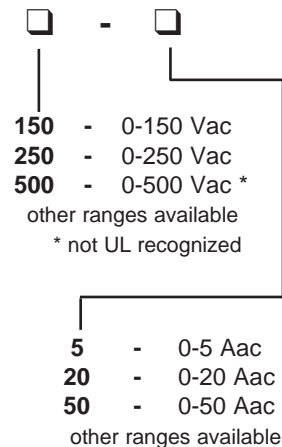 ❑ - ❑
150 - 0-150 Vac
250 - 0-250 Vac
500 - 0-500 Vac *
other ranges available
* not UL recognized
5 - 0-5 Aac
20 - 0-20 Aac
50 - 0-50 Aac
other ranges available